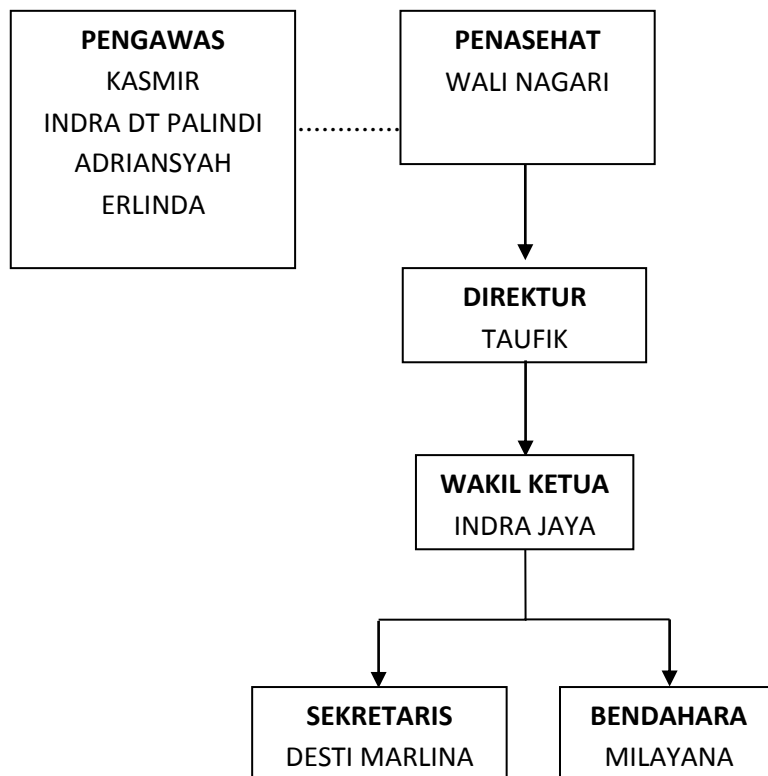 PENGAWAS
KASMIR
INDRA DT PALINDI
ADRIANSYAH
ERLINDA
PENASEHAT
WALI NAGARI
DIREKTUR
TAUFIK
WAKIL KETUA
INDRA JAYA
SEKRETARIS
DESTI MARLINA
BENDAHARA
MILAYANA